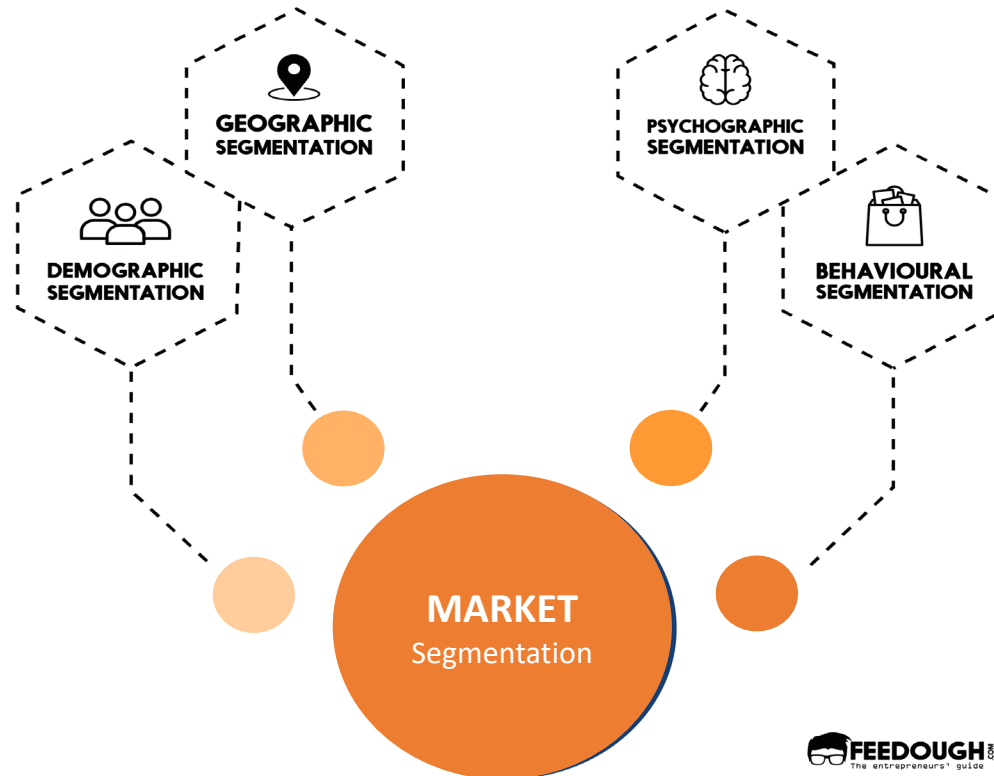 GEOGRAPHIC
SEGMENTATION
PSYCHOGRAPHIC
SEGMENTATION
DEMOGRAPHIC
SEGMENTATION
BEHAVIOURAL
SEGMENTATION
MARKET
Segmentation
FEEDOUGH.COM
The entrepreneurs' guide